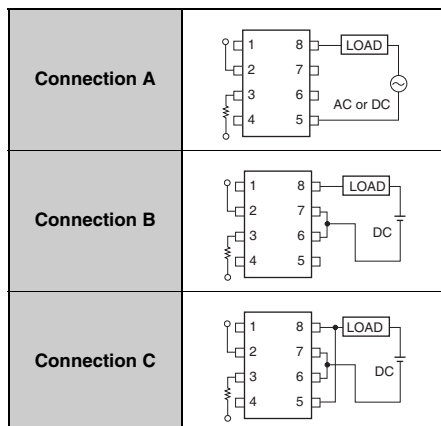 Connection A
1 8 LOAD
2 7
3 6
AC or DC
4 5
Connection B
1 8 LOAD
2 7
DC
3 6
4 5
Connection C
1 8 LOAD
2 7
DC
3 6
4 5